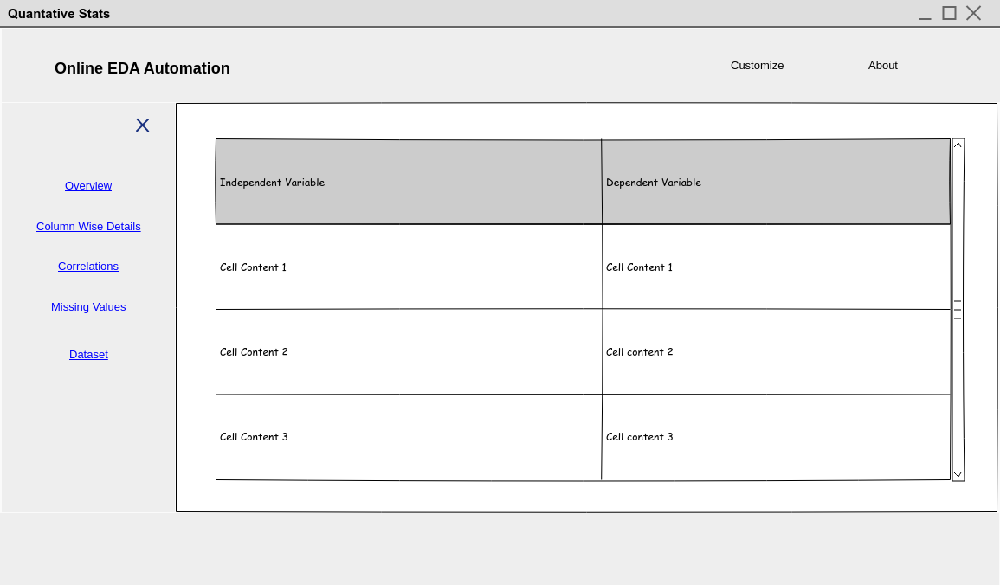 Quantative Stats
Online EDA Automation
Customize
About
Overview
Column Wise Details
Correlations
Missing Values
Dataset
Independent Variable
Dependent Variable
Cell Content 1
Cell Content 1
Cell Content 2
Cell content 2
Cell Content 3
Cell content 3